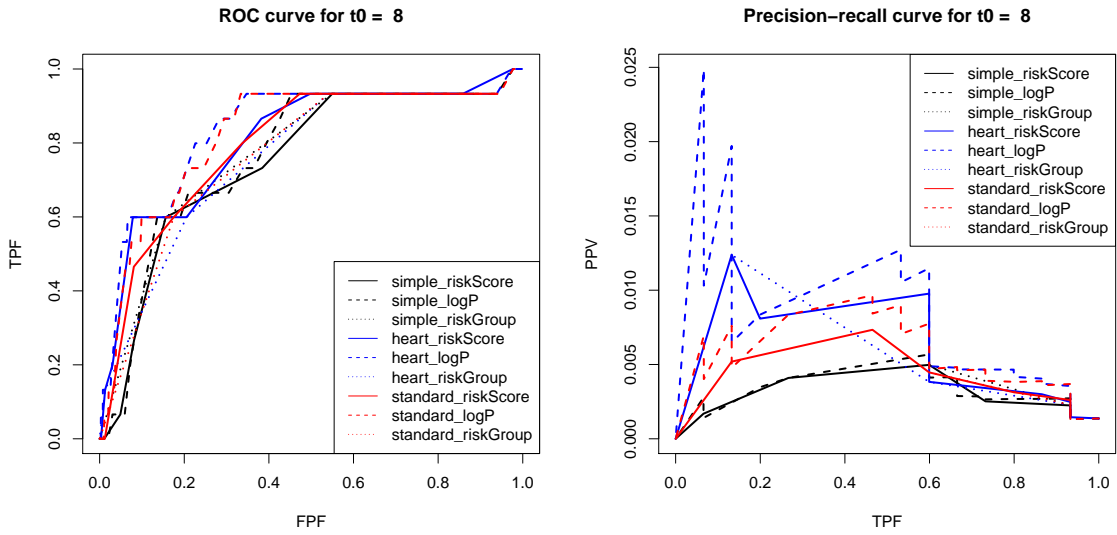 ROC curve for t0 = 8
1.0
0.8
0.6
0.4
0.2
0.0
TPF
0.0 0.2 0.4 0.6 0.8 1.0
FPF
simple_riskScore
simple_logP
simple_riskGroup
heart_riskScore
heart_logP
heart_riskGroup
standard_riskScore
standard_logP
standard_riskGroup
Precision−recall curve for t0 = 8
0.025
0.020
0.015
0.010
0.005
0.000
PPV
0.0 0.2 0.4 0.6 0.8 1.0
TPF
simple_riskScore
simple_logP
simple_riskGroup
heart_riskScore
heart_logP
heart_riskGroup
standard_riskScore
standard_logP
standard_riskGroup